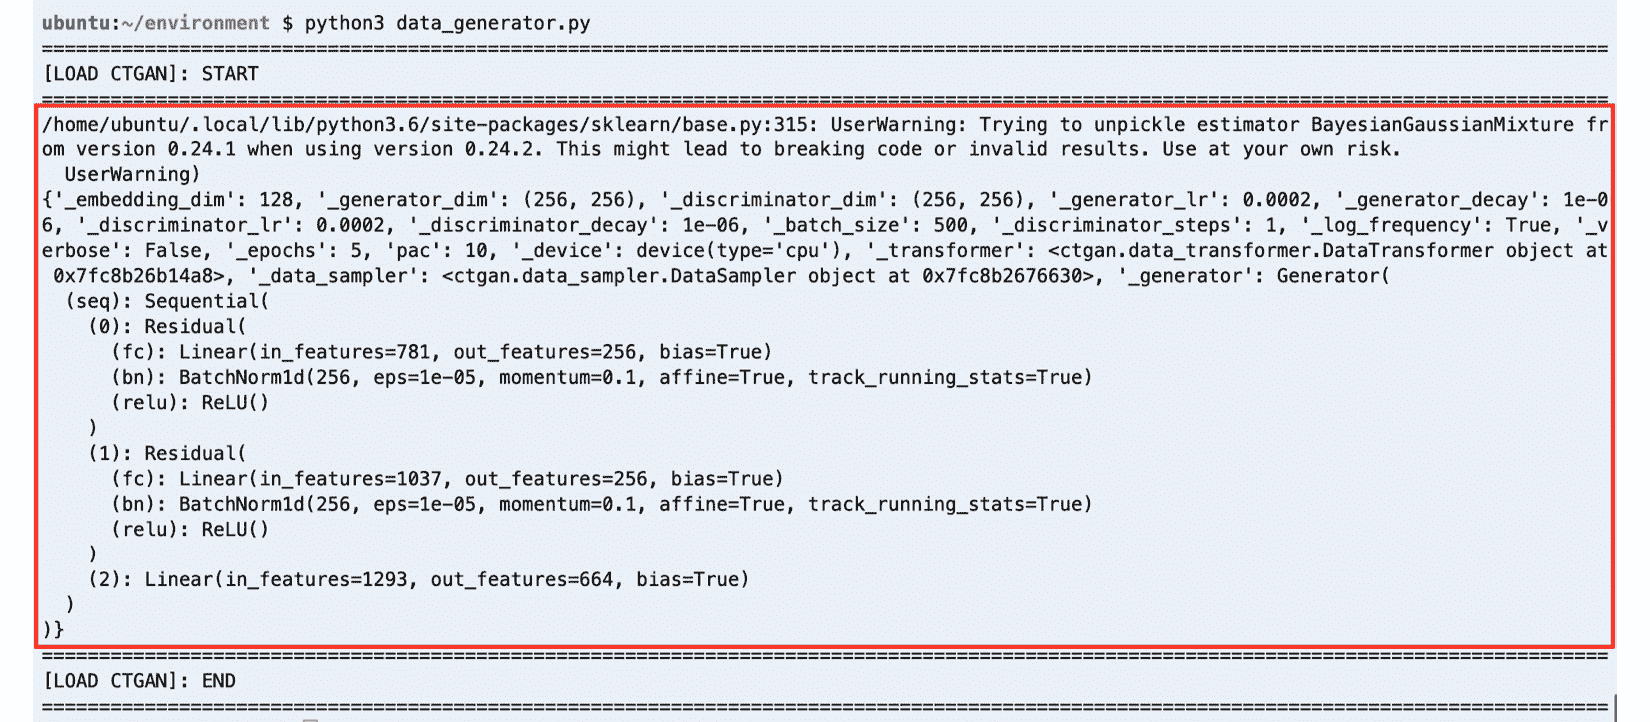 ubuntu:~/environment $ python3 data_generator.py
=========================================================================================================================================
[LOAD CTGAN]: START
=========================================================================================================================================
/home/ubuntu/.local/lib/python3.6/site-packages/sklearn/base.py:315: UserWarning: Trying to unpickle estimator BayesianGaussianMixture fr
om version 0.24.1 when using version 0.24.2. This might lead to breaking code or invalid results. Use at your own risk.
  UserWarning)
{'_embedding_dim': 128, '_generator_dim': (256, 256), '_discriminator_dim': (256, 256), '_generator_lr': 0.0002, '_generator_decay': 1e-0
6, '_discriminator_lr': 0.0002, '_discriminator_decay': 1e-06, '_batch_size': 500, '_discriminator_steps': 1, '_log_frequency': True, '_v
erbose': False, '_epochs': 5, 'pac': 10, '_device': device(type='cpu'), '_transformer': <ctgan.data_transformer.DataTransformer object at
 0x7fc8b26b14a8>, '_data_sampler': <ctgan.data_sampler.DataSampler object at 0x7fc8b2676630>, '_generator': Generator(
  (seq): Sequential(
    (0): Residual(
      (fc): Linear(in_features=781, out_features=256, bias=True)
      (bn): BatchNorm1d(256, eps=1e-05, momentum=0.1, affine=True, track_running_stats=True)
      (relu): ReLU()
    )
    (1): Residual(
      (fc): Linear(in_features=1037, out_features=256, bias=True)
      (bn): BatchNorm1d(256, eps=1e-05, momentum=0.1, affine=True, track_running_stats=True)
      (relu): ReLU()
    )
    (2): Linear(in_features=1293, out_features=664, bias=True)
  )
)}
=========================================================================================================================================
[LOAD CTGAN]: END
=========================================================================================================================================